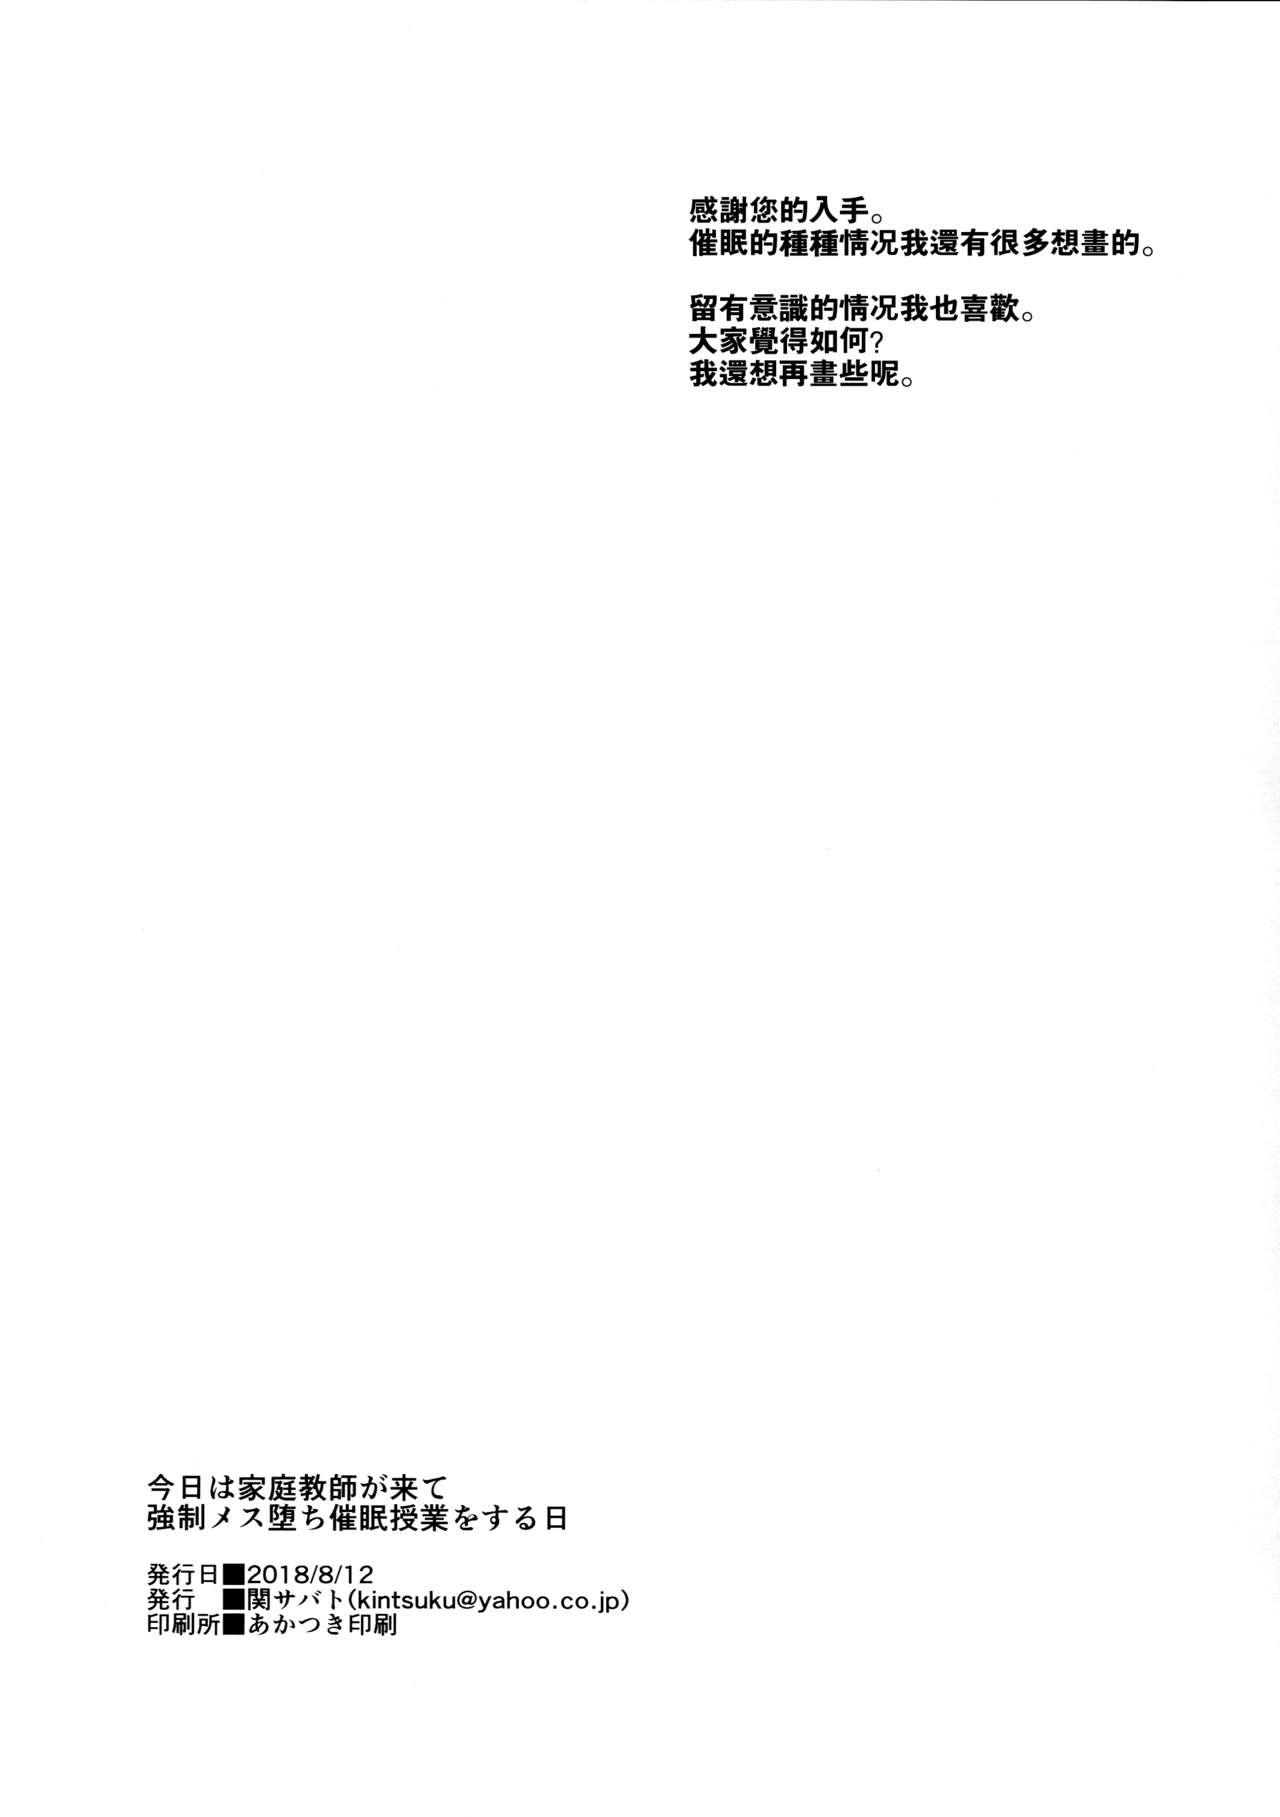 感謝您的入手。
催眠的種種情況我還有很多想畫的。
留有意識的情況我也喜歡。
大家覺得如何?
我還想再畫些呢。
今日は家庭教師が来て
強制メス堕ち催眠授業をする日
発行日■2018/8/12
発行　■関サバト(kintsuku@yahoo.co.jp)
印刷所■あかつき印刷